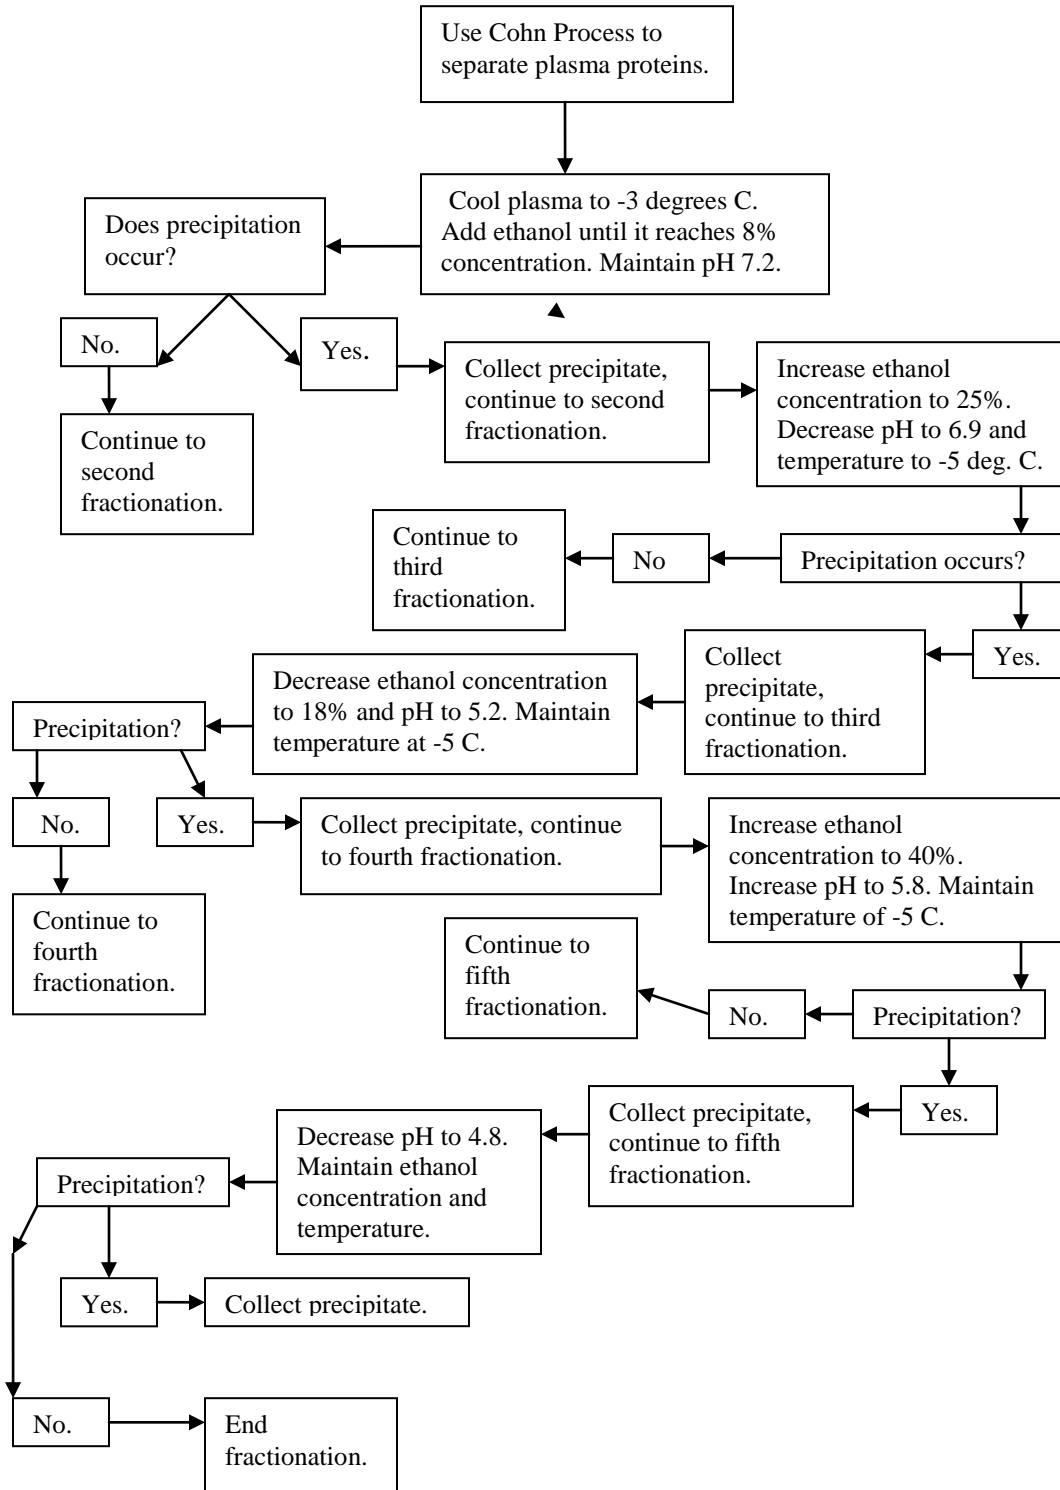 Use Cohn Process to
separate plasma proteins.
Cool plasma to -3 degrees C.
Add ethanol until it reaches 8%
concentration. Maintain pH 7.2.
Does precipitation
occur?
No.
Yes.
Continue to
second
fractionation.
Collect precipitate,
continue to second
fractionation.
Increase ethanol
concentration to 25%.
Decrease pH to 6.9 and
temperature to -5 deg. C.
Precipitation occurs?
No
Continue to
third
fractionation.
Yes.
Collect
precipitate,
continue to third
fractionation.
Decrease ethanol concentration
to 18% and pH to 5.2. Maintain
temperature at -5 C.
Precipitation?
No.
Yes.
Continue to
fourth
fractionation.
Collect precipitate, continue
to fourth fractionation.
Increase ethanol
concentration to 40%.
Increase pH to 5.8. Maintain
temperature of -5 C.
Precipitation?
No.
Continue to
fifth
fractionation.
Yes.
Collect precipitate,
continue to fifth
fractionation.
Decrease pH to 4.8.
Maintain ethanol
concentration and
temperature.
Precipitation?
Yes.
Collect precipitate.
No.
End
fractionation.